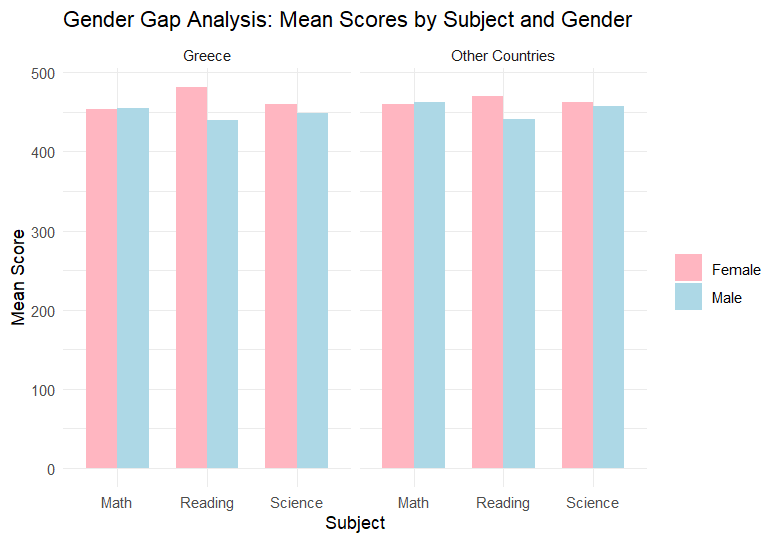 Gender Gap Analysis: Mean Scores by Subject and Gender
Greece
Other Countries
500
400
300
200
100
0
Mean Score
Math
Reading
Science
Math
Reading
Science
Subject
Female
Male